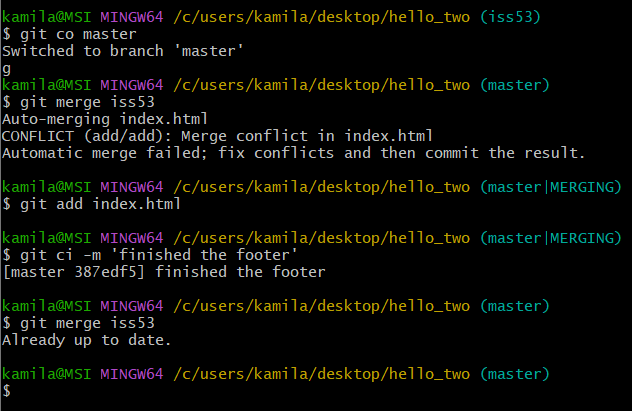 kamila@MSI MINGW64 /c/users/kamila/desktop/hello_two (iss53)
$ git co master
Switched to branch 'master'
g
kamila@MSI MINGW64 /c/users/kamila/desktop/hello_two (master)
$ git merge iss53
Auto-merging index.html
CONFLICT (add/add): Merge conflict in index.html
Automatic merge failed; fix conflicts and then commit the result.
kamila@MSI MINGW64 /c/users/kamila/desktop/hello_two (master|MERGING)
$ git add index.html
kamila@MSI MINGW64 /c/users/kamila/desktop/hello_two (master|MERGING)
$ git ci -m 'finished the footer'
[master 387edf5] finished the footer
kamila@MSI MINGW64 /c/users/kamila/desktop/hello_two (master)
$ git merge iss53
Already up to date.
kamila@MSI MINGW64 /c/users/kamila/desktop/hello_two (master)
$